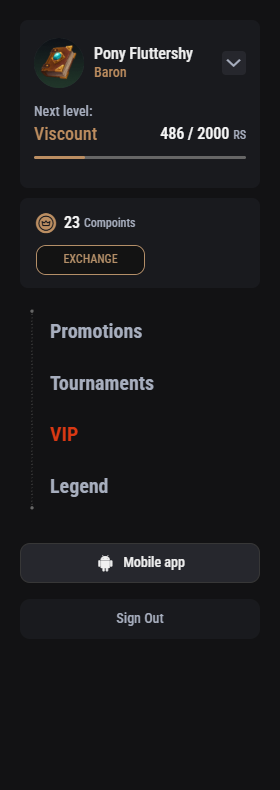 Pony Fluttershy
Baron
Next level:
Viscount 486 / 2000 RS
23 Compoints
EXCHANGE
Promotions
Tournaments
VIP
Legend
Mobile app
Sign Out